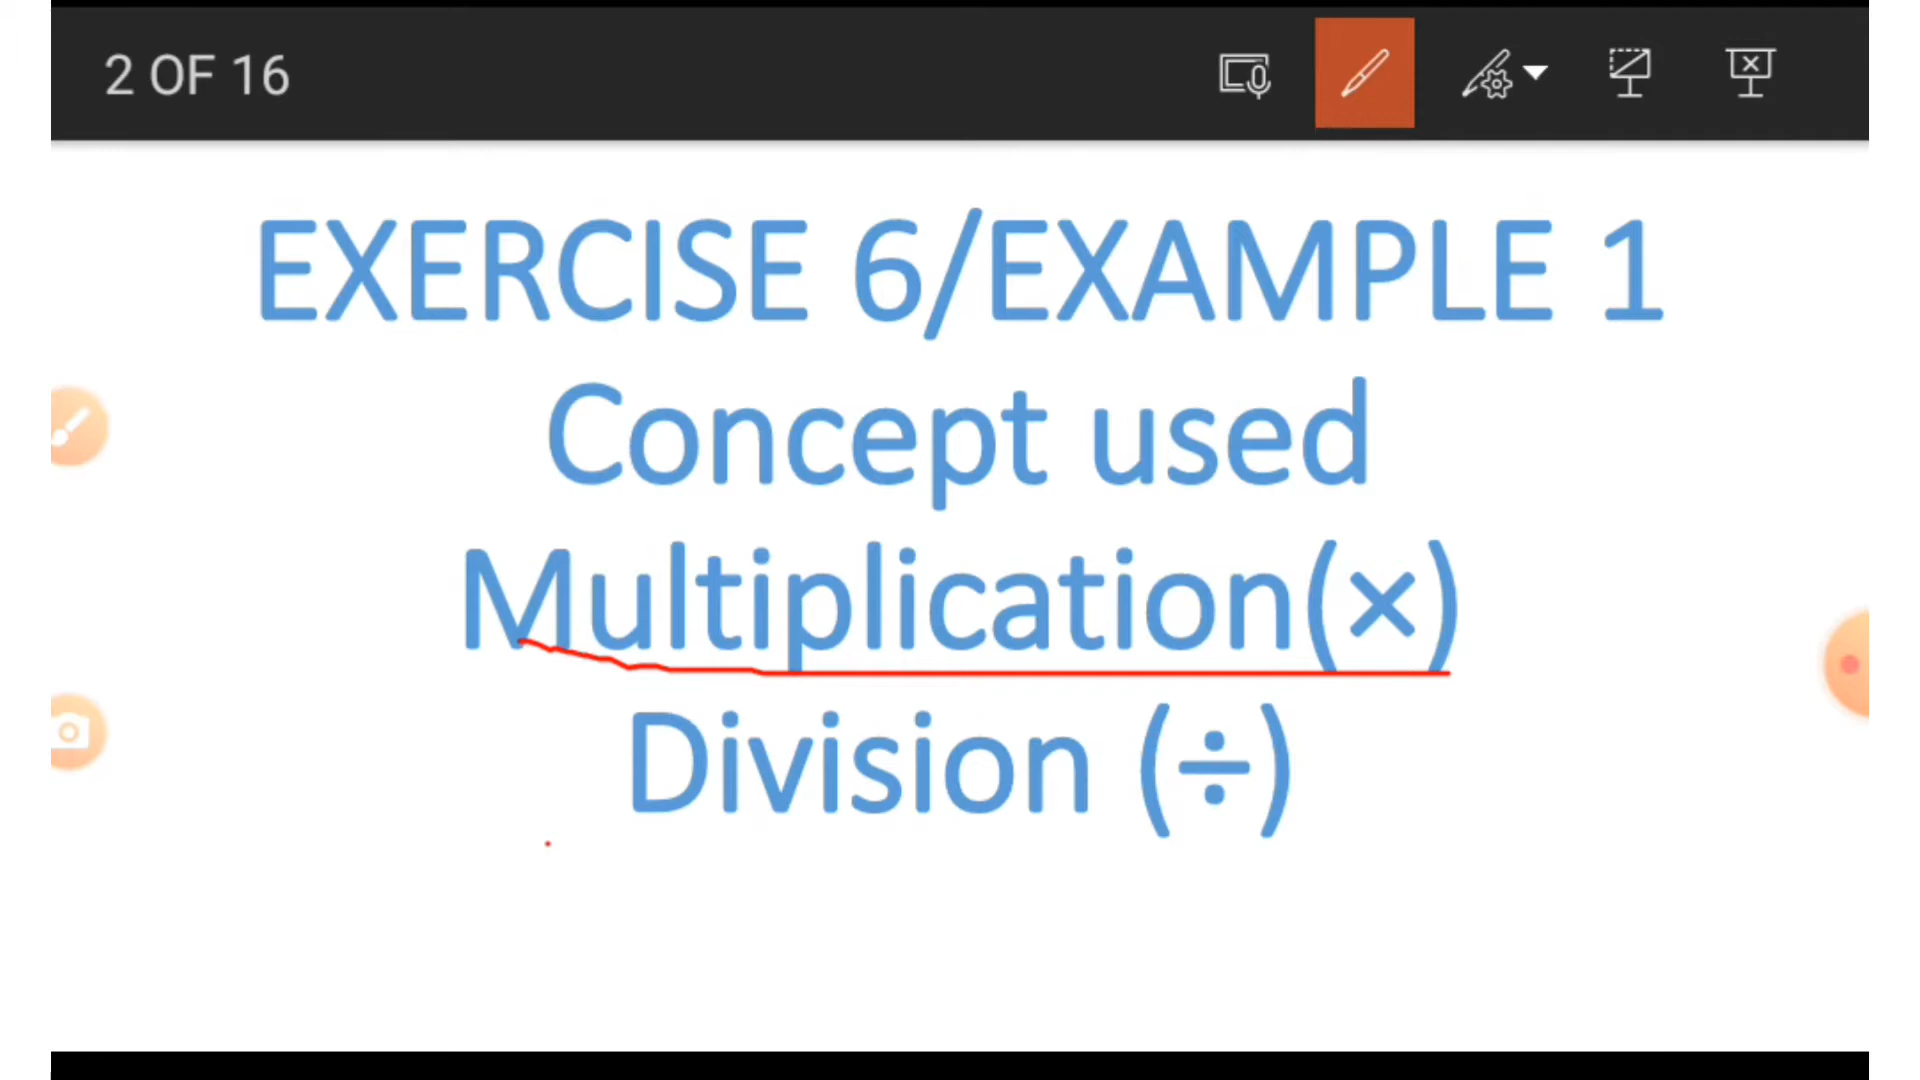 2 OF 16
EXERCISE 6/EXAMPLE 1
Concept used
Multiplication(×)
Division (÷)